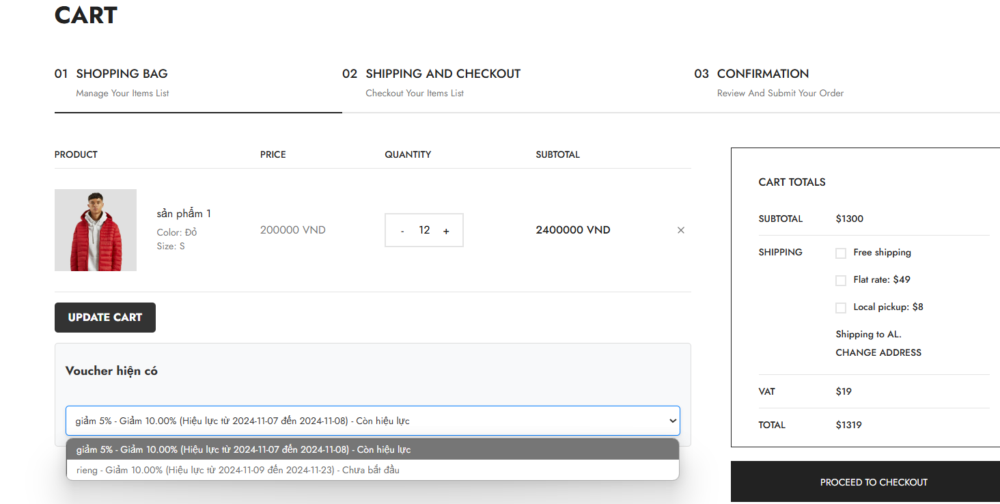 CART
01 SHOPPING BAG
Manage Your Items List
02 SHIPPING AND CHECKOUT
Checkout Your Items List
03 CONFIRMATION
Review And Submit Your Order
PRODUCT PRICE QUANTITY SUBTOTAL
sản phẩm 1
Color: Đỏ
Size: S
200000 VND
- 12 +
2400000 VND
×
UPDATE CART
Voucher hiện có
giảm 5% - Giảm 10.00% (Hiệu lực từ 2024-11-07 đến 2024-11-08) - Còn hiệu lực
giảm 5% - Giảm 10.00% (Hiệu lực từ 2024-11-07 đến 2024-11-08) - Còn hiệu lực
rieng - Giảm 10.00% (Hiệu lực từ 2024-11-09 đến 2024-11-23) - Chưa bắt đầu
CART TOTALS
SUBTOTAL $1300
SHIPPING Free shipping
Flat rate: $49
Local pickup: $8
Shipping to AL.
CHANGE ADDRESS
VAT $19
TOTAL $1319
PROCEED TO CHECKOUT